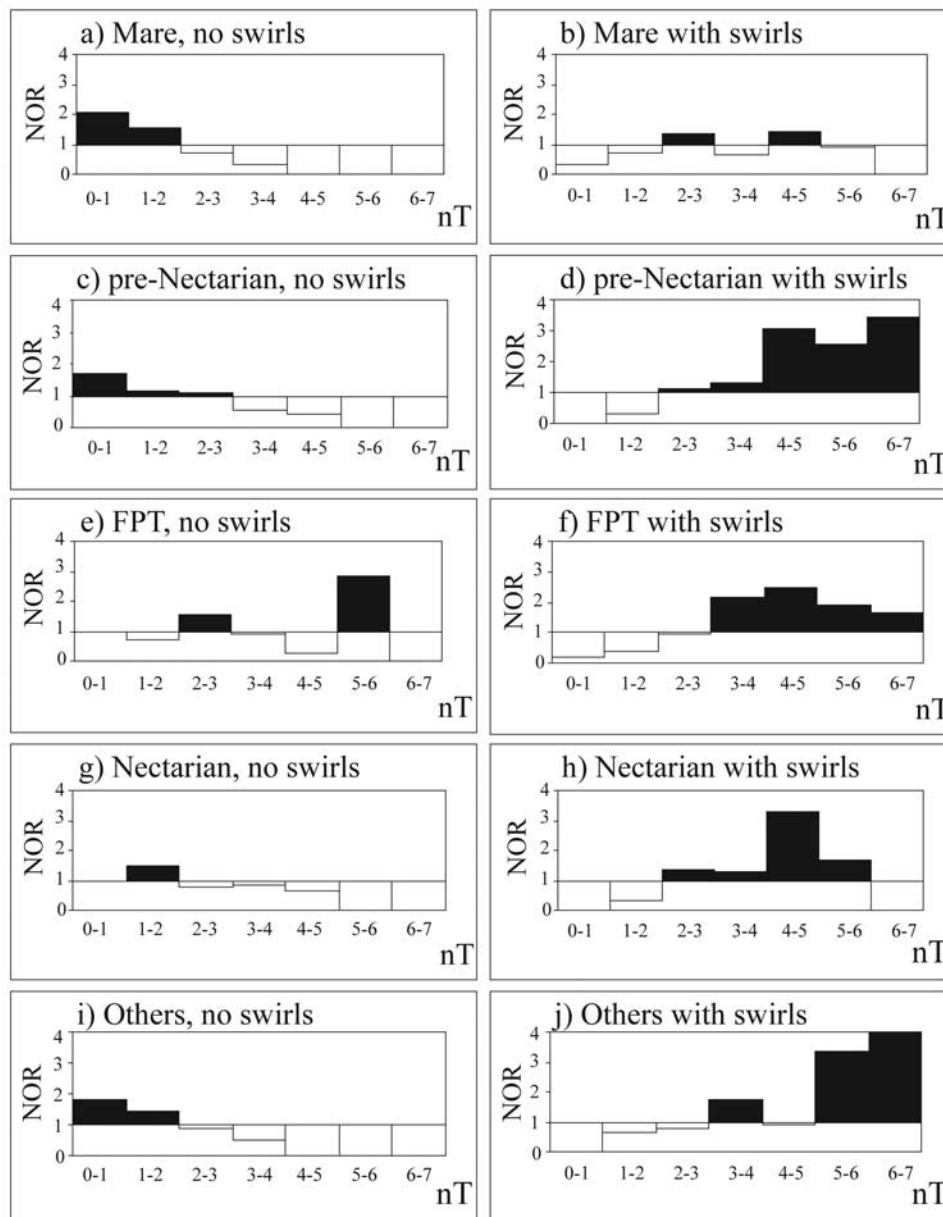 a) Mare, no swirls
4
3
2
1
0
NOR
0-1 1-2 2-3 3-4 4-5 5-6 6-7
nT
b) Mare with swirls
4
3
2
1
0
NOR
0-1 1-2 2-3 3-4 4-5 5-6 6-7
nT
c) pre-Nectarian, no swirls
4
3
2
1
0
NOR
0-1 1-2 2-3 3-4 4-5 5-6 6-7
nT
d) pre-Nectarian with swirls
4
3
2
1
0
NOR
0-1 1-2 2-3 3-4 4-5 5-6 6-7
nT
e) FPT, no swirls
4
3
2
1
0
NOR
0-1 1-2 2-3 3-4 4-5 5-6 6-7
nT
f) FPT with swirls
4
3
2
1
0
NOR
0-1 1-2 2-3 3-4 4-5 5-6 6-7
nT
g) Nectarian, no swirls
4
3
2
1
0
NOR
0-1 1-2 2-3 3-4 4-5 5-6 6-7
nT
h) Nectarian with swirls
4
3
2
1
0
NOR
0-1 1-2 2-3 3-4 4-5 5-6 6-7
nT
i) Others, no swirls
4
3
2
1
0
NOR
0-1 1-2 2-3 3-4 4-5 5-6 6-7
nT
j) Others with swirls
4
3
2
1
0
NOR
0-1 1-2 2-3 3-4 4-5 5-6 6-7
nT